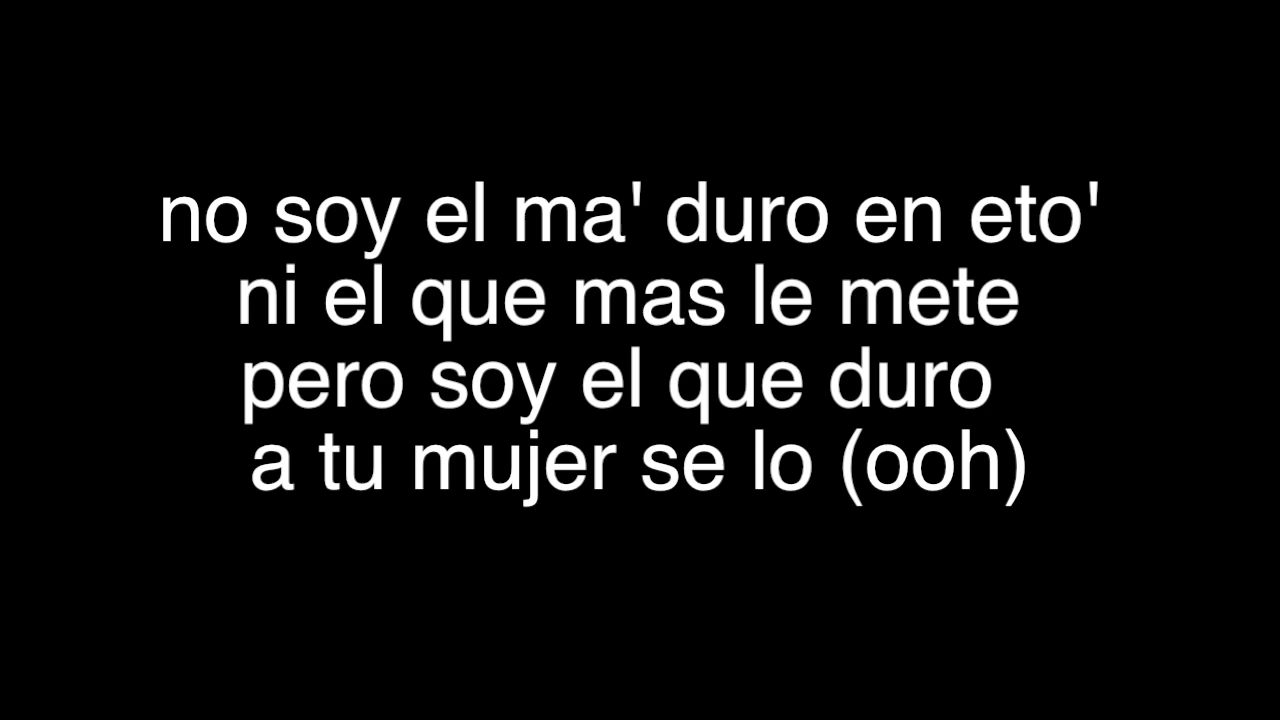 no soy el ma' duro en eto'
ni el que mas le mete
pero soy el que duro
a tu mujer se lo (ooh)